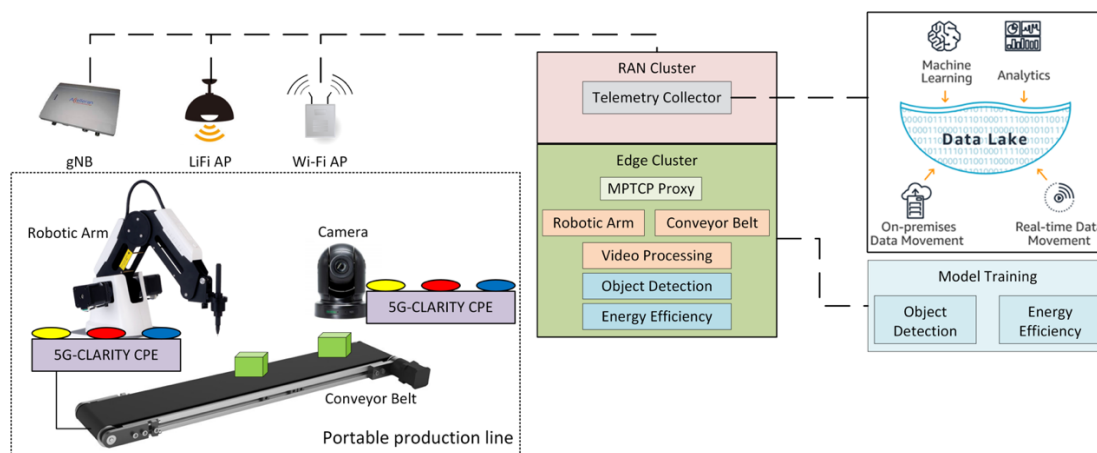 gNB
LiFi AP
Wi-Fi AP
Robotic Arm
Camera
5G-CLARITY CPE
5G-CLARITY CPE
Conveyor Belt
Portable production line
RAN Cluster
Telemetry Collector
Edge Cluster
MPTCP Proxy
Robotic Arm
Conveyor Belt
Video Processing
Object Detection
Energy Efficiency
Machine
Learning
Analytics
Data Lake
On-premises
Data Movement
Real-time Data
Movement
Model Training
Object
Detection
Energy
Efficiency